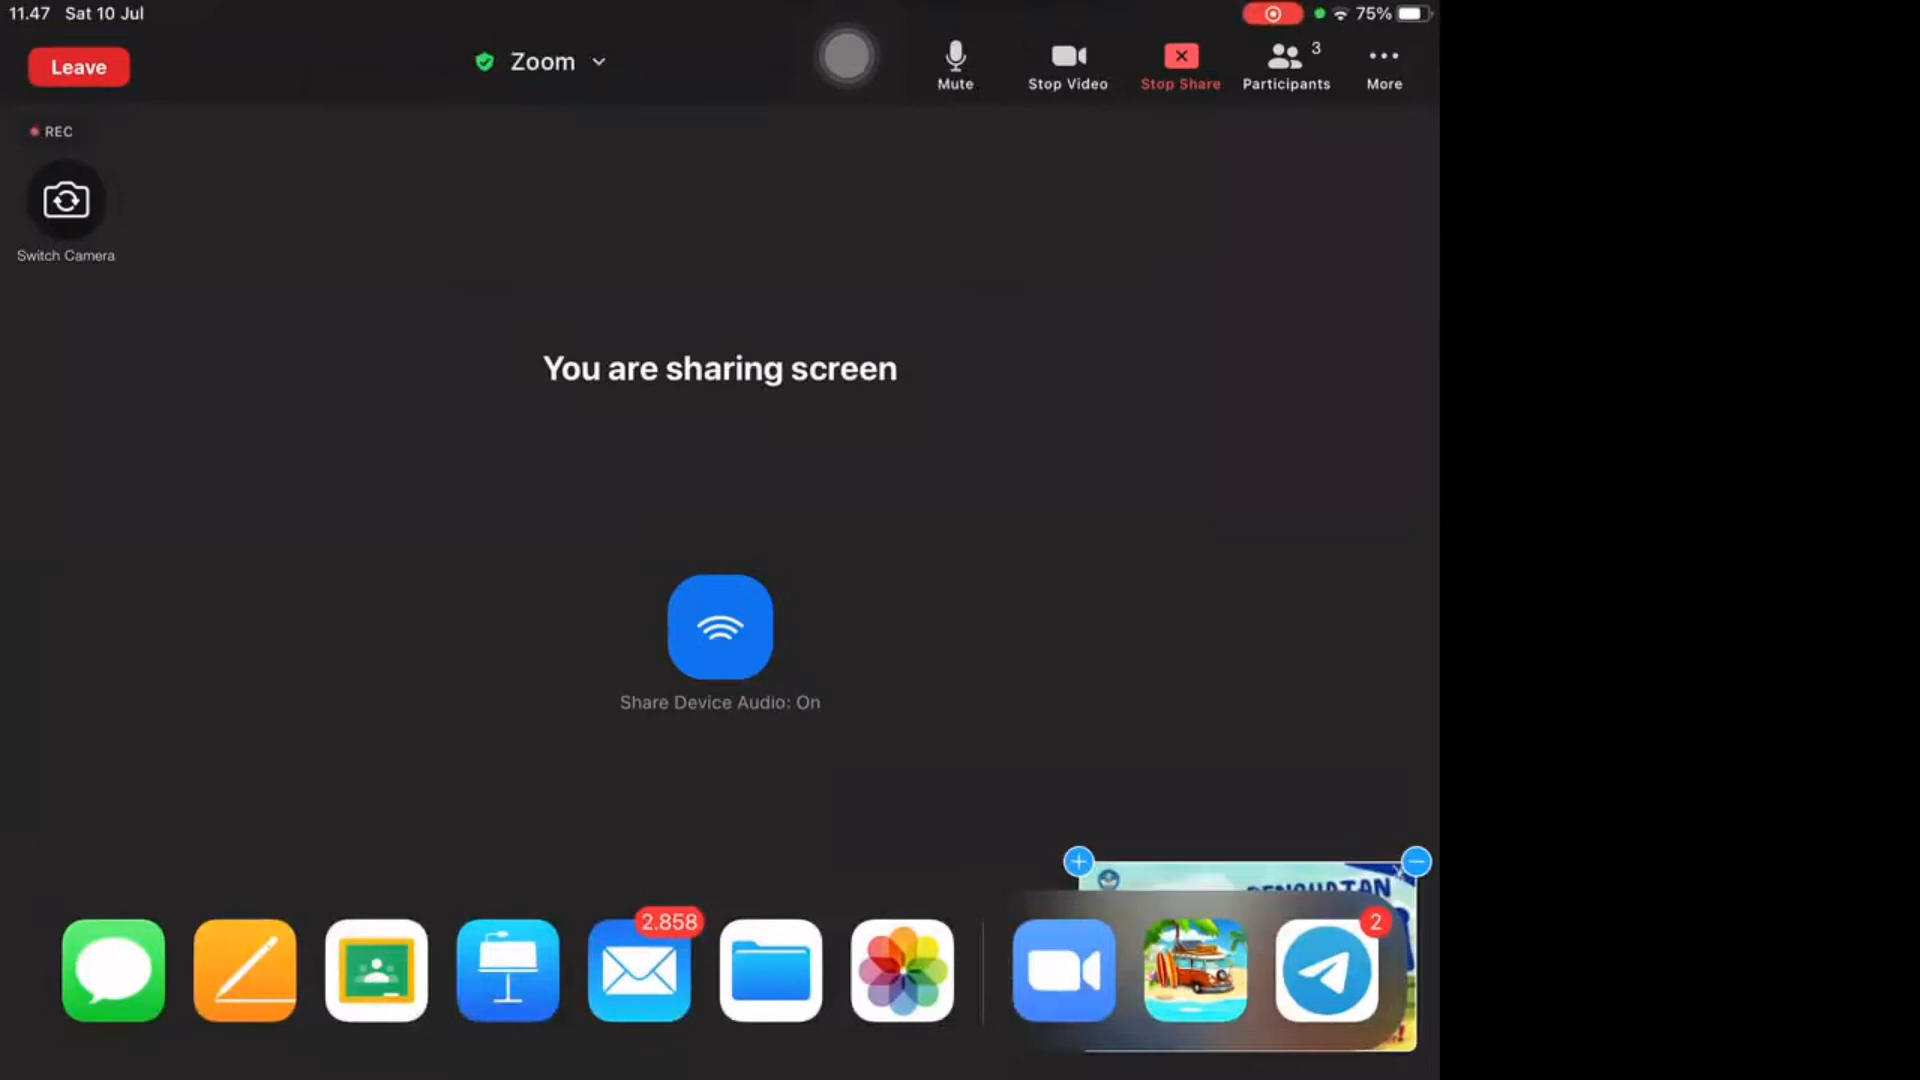 11.47 Sat 10 Jul
75%
Leave
Zoom
Mute
Stop Video
Stop Share
3
Participants
More
REC
Switch Camera
You are sharing screen
Share Device Audio: On
PENGUATAN
2.858
2